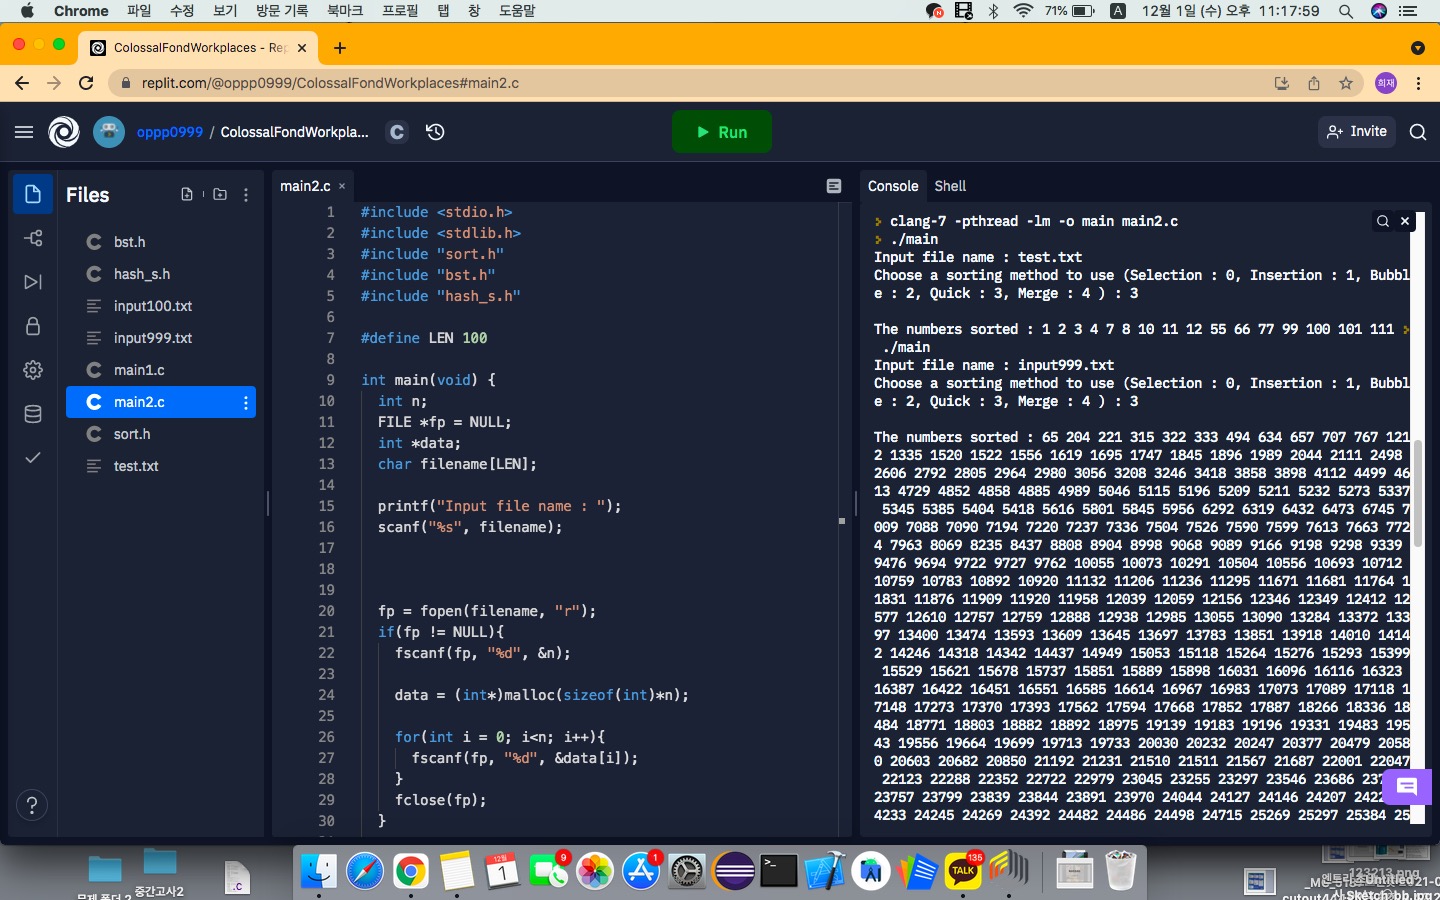 Chrome 파일 수정 보기 방문 기록 북마크 프로필 탭 창 도움말 71% A 12월 1일 (수) 오후 11:17:59
ColossalFondWorkplaces - Rep
replit.com/@oppp0999/ColossalFondWorkplaces#main2.c 희재
oppp0999 / ColossalFondWorkpla... C Run Invite
Files
bst.h
hash_s.h
input100.txt
input999.txt
main1.c
main2.c
sort.h
test.txt
main2.c
1 #include <stdio.h>
2 #include <stdlib.h>
3 #include "sort.h"
4 #include "bst.h"
5 #include "hash_s.h"
6
7 #define LEN 100
8
9 int main(void) {
10 int n;
11 FILE *fp = NULL;
12 int *data;
13 char filename[LEN];
14
15 printf("Input file name : ");
16 scanf("%s", filename);
17
18
19
20 fp = fopen(filename, "r");
21 if(fp != NULL){
22 fscanf(fp, "%d", &n);
23
24 data = (int*)malloc(sizeof(int)*n);
25
26 for(int i = 0; i<n; i++){
27 fscanf(fp, "%d", &data[i]);
28 }
29 fclose(fp);
30 }
Console Shell
clang-7 -pthread -lm -o main main2.c
./main
Input file name : test.txt
Choose a sorting method to use (Selection : 0, Insertion : 1, Bubbl
e : 2, Quick : 3, Merge : 4 ) : 3
The numbers sorted : 1 2 3 4 7 8 10 11 12 55 66 77 99 100 101 111
./main
Input file name : input999.txt
Choose a sorting method to use (Selection : 0, Insertion : 1, Bubbl
e : 2, Quick : 3, Merge : 4 ) : 3
The numbers sorted : 65 204 221 315 322 333 494 634 657 707 767 121
2 1335 1520 1522 1556 1619 1695 1747 1845 1896 1989 2044 2111 2498
2606 2792 2805 2964 2980 3056 3208 3246 3418 3858 3898 4112 4499 46
13 4729 4852 4858 4885 4989 5046 5115 5196 5209 5211 5232 5273 5337
5345 5385 5404 5418 5616 5801 5845 5956 6292 6319 6432 6473 6745 7
009 7088 7090 7194 7220 7237 7336 7504 7526 7590 7599 7613 7663 772
4 7963 8069 8235 8437 8808 8904 8998 9068 9089 9166 9198 9298 9339
9476 9694 9722 9727 9762 10055 10073 10291 10504 10556 10693 10712
10759 10783 10892 10920 11132 11206 11236 11295 11671 11681 11764 1
1831 11876 11909 11920 11958 12039 12059 12156 12346 12349 12412 12
577 12610 12757 12759 12888 12938 12985 13055 13090 13284 13372 133
97 13400 13474 13593 13609 13645 13697 13783 13851 13918 14010 1414
2 14246 14318 14342 14437 14949 15053 15118 15264 15276 15293 15399
15529 15621 15678 15737 15851 15889 15898 16031 16096 16116 16323
16387 16422 16451 16551 16585 16614 16967 16983 17073 17089 17118 1
7148 17273 17370 17393 17562 17594 17668 17852 17887 18266 18336 18
484 18771 18803 18882 18892 18975 19139 19183 19196 19331 19483 195
43 19556 19664 19699 19713 19733 20030 20232 20247 20377 20479 2058
0 20603 20682 20850 21192 21231 21510 21511 21567 21687 22001 22047
22123 22288 22352 22722 22979 23045 23255 23297 23546 23686
23757 23799 23839 23844 23891 23970 24044 24127 24146 24207
4233 24245 24269 24392 24482 24486 24498 24715 25269 25297 25384 25
?
중간고사2
.C
12월
1
9
1
TALK
135